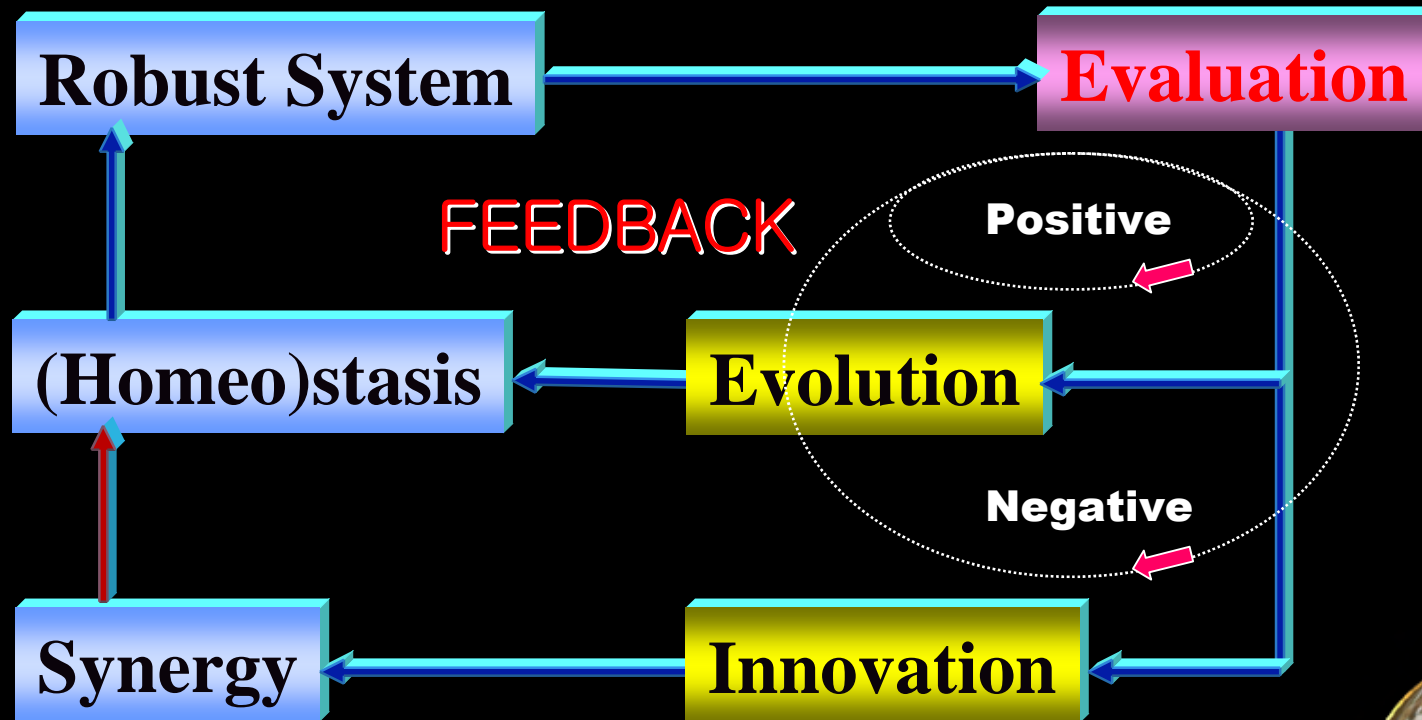 Robust System
Evaluation
FEEDBACK
Positive
(Homeo)stasis
Evolution
Negative
Synergy
Innovation